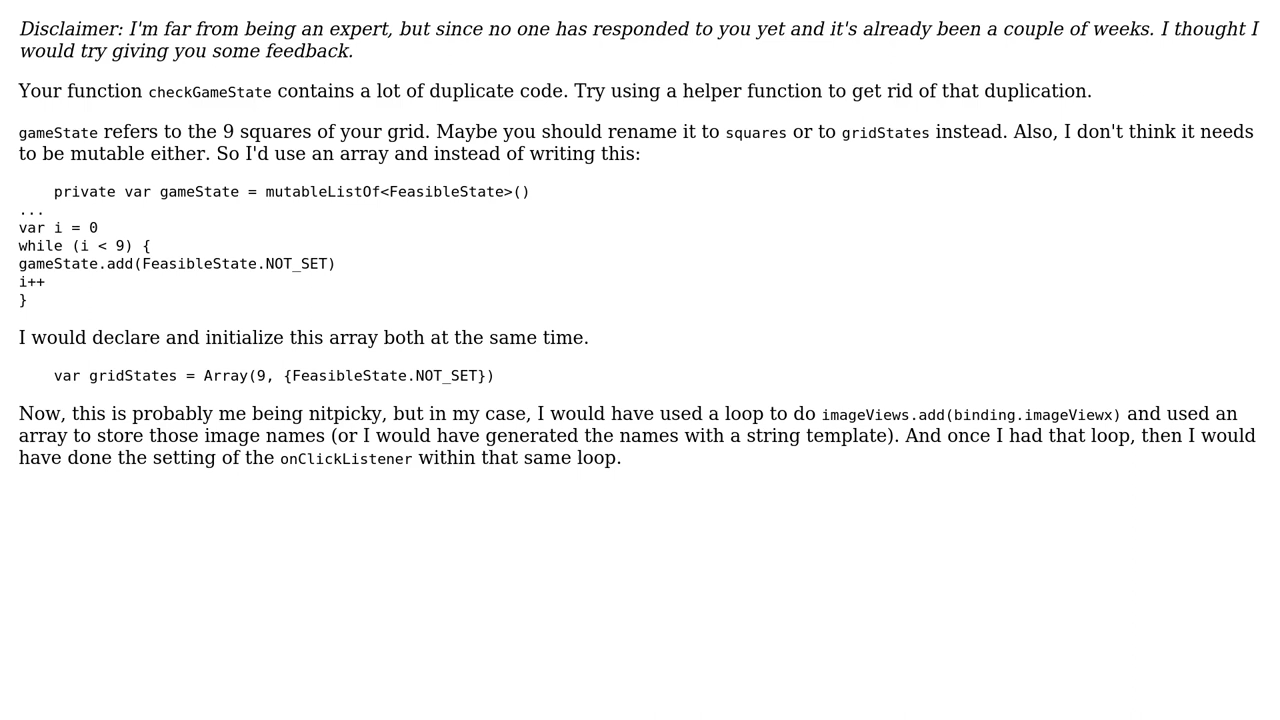 Disclaimer: I'm far from being an expert, but since no one has responded to you yet and it's already been a couple of weeks. I thought I
would try giving you some feedback.
Your function checkGameState contains a lot of duplicate code. Try using a helper function to get rid of that duplication.
gameState refers to the 9 squares of your grid. Maybe you should rename it to squares or to gridStates instead. Also, I don't think it needs
to be mutable either. So I'd use an array and instead of writing this:
private var gameState = mutableListOf<FeasibleState>()
...
var i = 0
while (i < 9) {
gameState.add(FeasibleState.NOT_SET)
i++
}
I would declare and initialize this array both at the same time.
var gridStates = Array(9, {FeasibleState.NOT_SET})
Now, this is probably me being nitpicky, but in my case, I would have used a loop to do imageViews.add(binding.imageViewx) and used an
array to store those image names (or I would have generated the names with a string template). And once I had that loop, then I would
have done the setting of the onClickListener within that same loop.